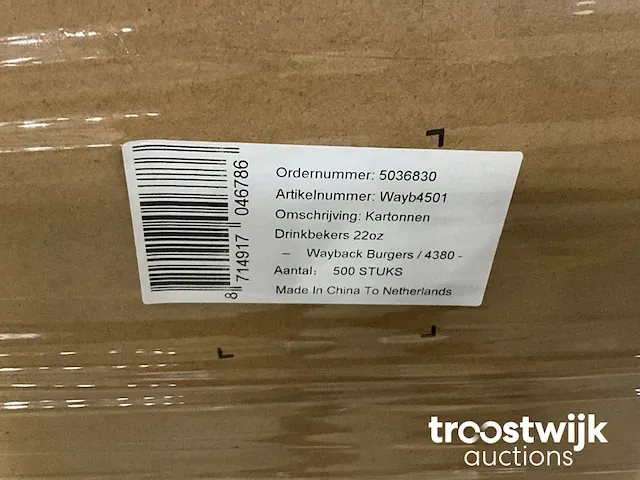 Ordernummer: 5036830
Artikelnummer: Wayb4501
Omschrijving: Kartonnen
Drinkbekers 22oz
– Wayback Burgers / 4380 -
Aantal: 500 STUKS
Made In China To Netherlands
8 714917 046786
troostwijk
auctions